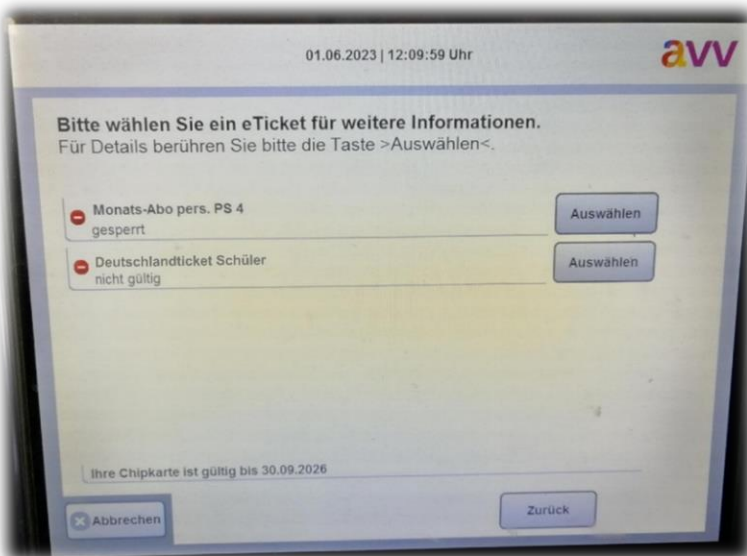 01.06.2023 | 12:09:59 Uhr
avv
Bitte wählen Sie ein eTicket für weitere Informationen.
Für Details berühren Sie bitte die Taste >Auswählen<.
Monats-Abo pers. PS 4
gesperrt
Auswählen
Deutschlandticket Schüler
nicht gültig
Auswählen
Ihre Chipkarte ist gültig bis 30.09.2026
Abbrechen
Zurück